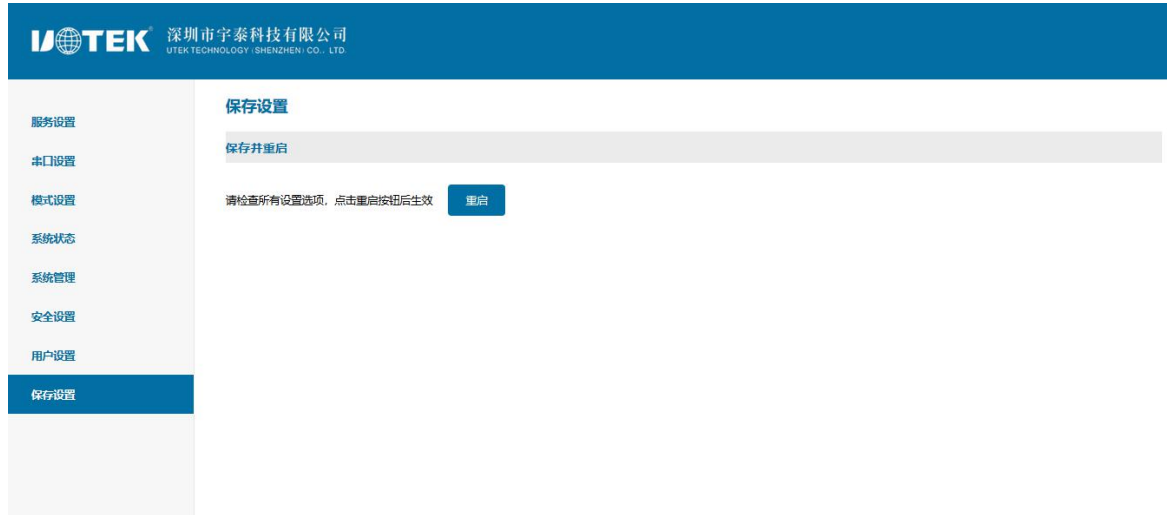 UTEK 深圳市宇泰科技有限公司
UTEK TECHNOLOGY (SHENZHEN) CO., LTD.
服务设置
串口设置
模式设置
系统状态
系统管理
安全设置
用户设置
保存设置
保存设置
保存并重启
请检查所有设置选项，点击重启按钮后生效 重启